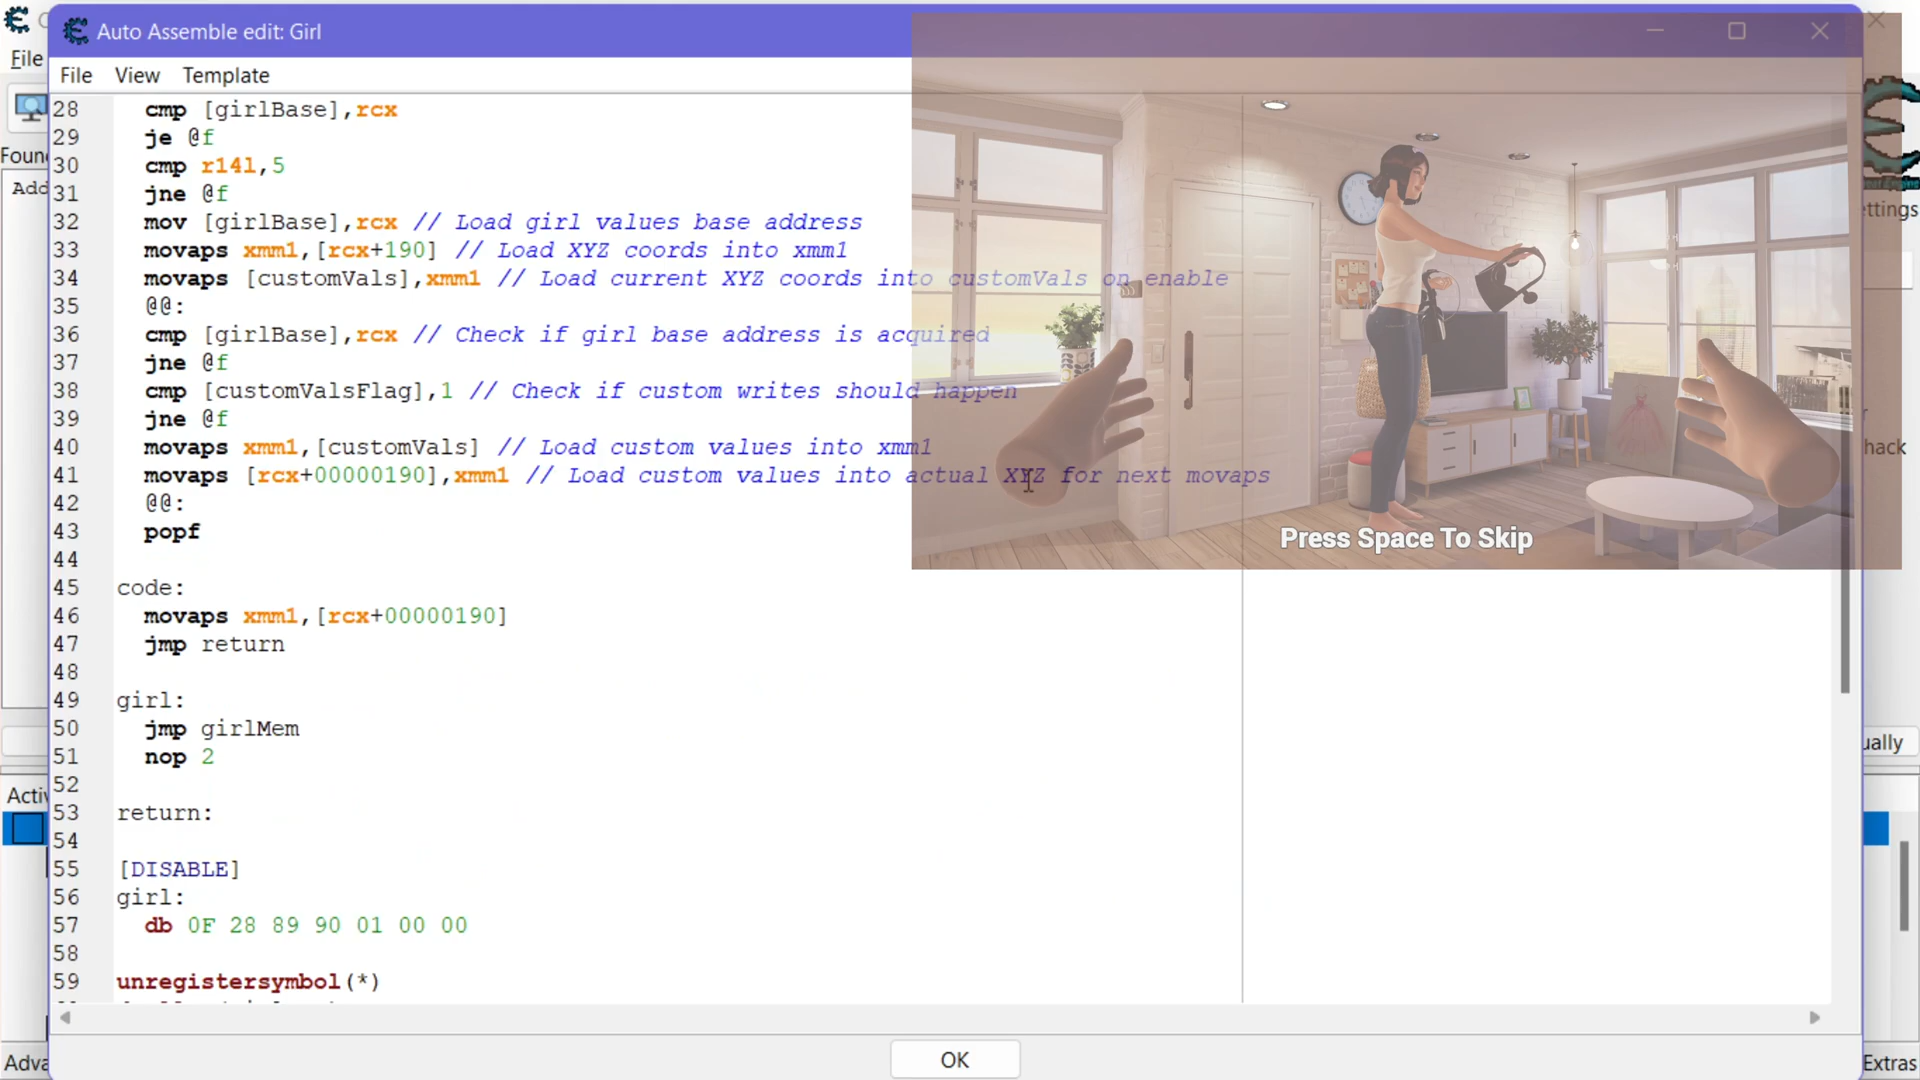 Auto Assemble edit: Girl
File
File View Template
28 cmp [girlBase],rcx
29 je @f
30 cmp r14l,5
31 jne @f
32 mov [girlBase],rcx // Load girl values base address
33 movaps xmm1,[rcx+190] // Load XYZ coords into xmm1
34 movaps [customVals],xmm1 // Load current XYZ coords into customVals on enable
35 @@:
36 cmp [girlBase],rcx // Check if girl base address is acquired
37 jne @f
38 cmp [customValsFlag],1 // Check if custom writes should happen
39 jne @f
40 movaps xmm1,[customVals] // Load custom values into xmm1
41 movaps [rcx+00000190],xmm1 // Load custom values into actual XYZ for next movaps
42 @@:
43 popf
44
45 code:
46 movaps xmm1,[rcx+00000190]
47 jmp return
48
49 girl:
50 jmp girlMem
51 nop 2
52
53 return:
54
55 [DISABLE]
56 girl:
57 db 0F 28 89 90 01 00 00
58
59 unregistersymbol(*)
Press Space To Skip
Foun
Add
Activ
Adva
ettings
hack
ually
Extras
OK